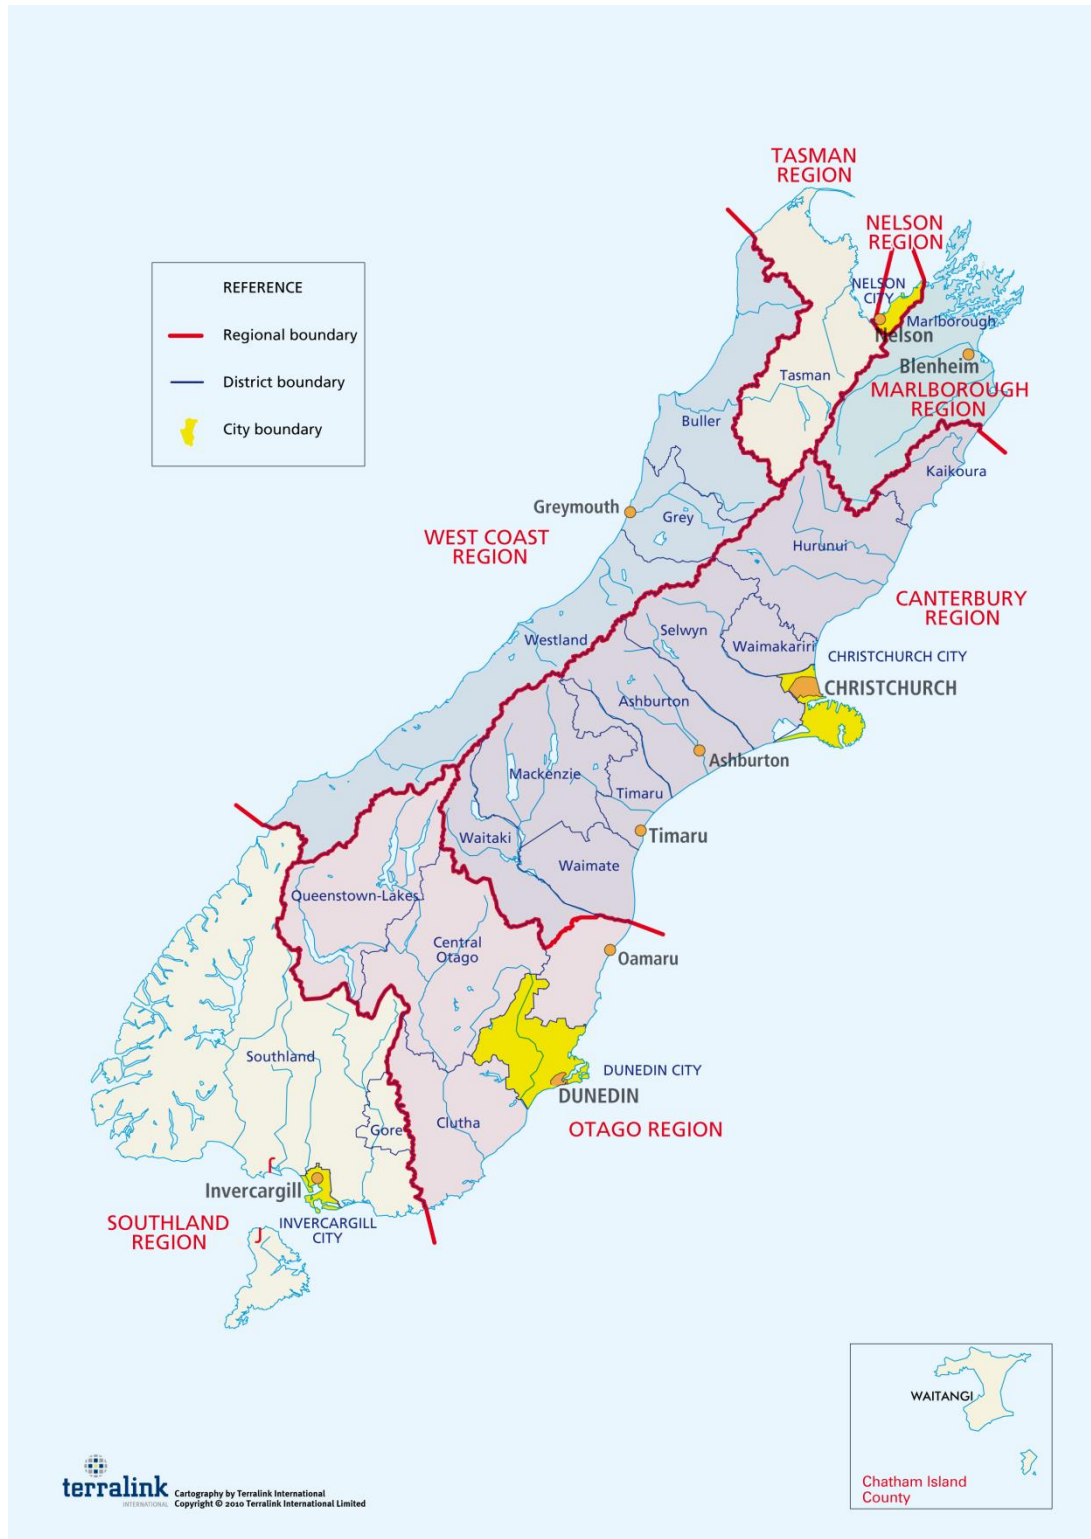 TASMAN
REGION
NELSON
REGION
REFERENCE
Regional boundary
District boundary
City boundary
NELSON
CITY
Marlborough
Nelson
Blenheim
Tasman
MARLBOROUGH
REGION
Buller
Kaikoura
Greymouth
Grey
WEST COAST
REGION
Hurunui
CANTERBURY
REGION
Selwyn
Westland
Waimakariri
CHRISTCHURCH CITY
CHRISTCHURCH
Ashburton
Ashburton
Mackenzie
Timaru
Timaru
Waitaki
Waimate
Queenstown-Lakes
Central
Otago
Oamaru
Southland
DUNEDIN CITY
DUNEDIN
Gore
Clutha
OTAGO REGION
Invercargill
SOUTHLAND
REGION
INVERCARGILL
CITY
WAITANGI
Chatham Island
County
terralink
INTERNATIONAL
Cartography by Terralink International
Copyright © 2010 Terralink International Limited